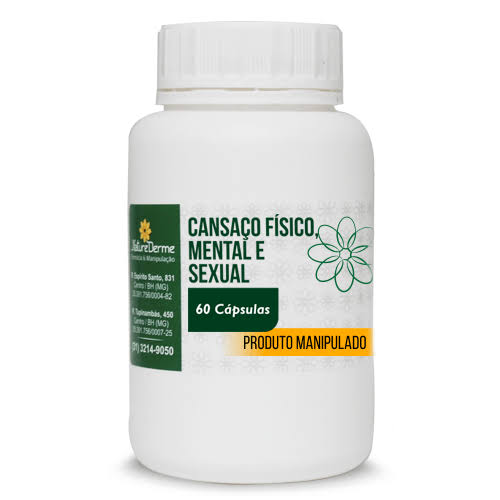 NatureDerme
Farmácia de Manipulação
Espírito Santo, 831
Centro / BH (MG)
Tupinambás, 450
Centro / BH (MG)
(31) 3214-9050
CANSAÇO FÍSICO,
MENTAL E
SEXUAL
60 Cápsulas
PRODUTO MANIPULADO